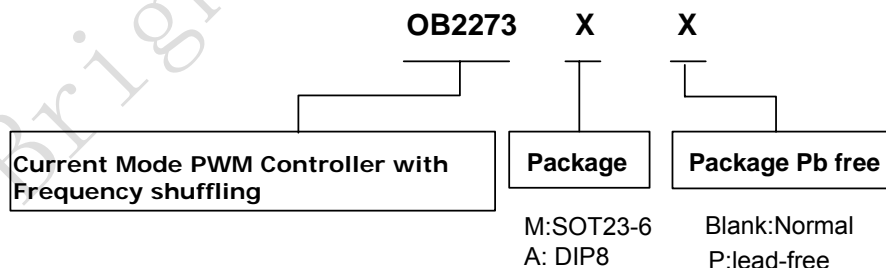 OB2273 X X
Current Mode PWM Controller with
Frequency shuffling
Package
Package Pb free
M:SOT23-6
A: DIP8
Blank:Normal
P:lead-free
Brig